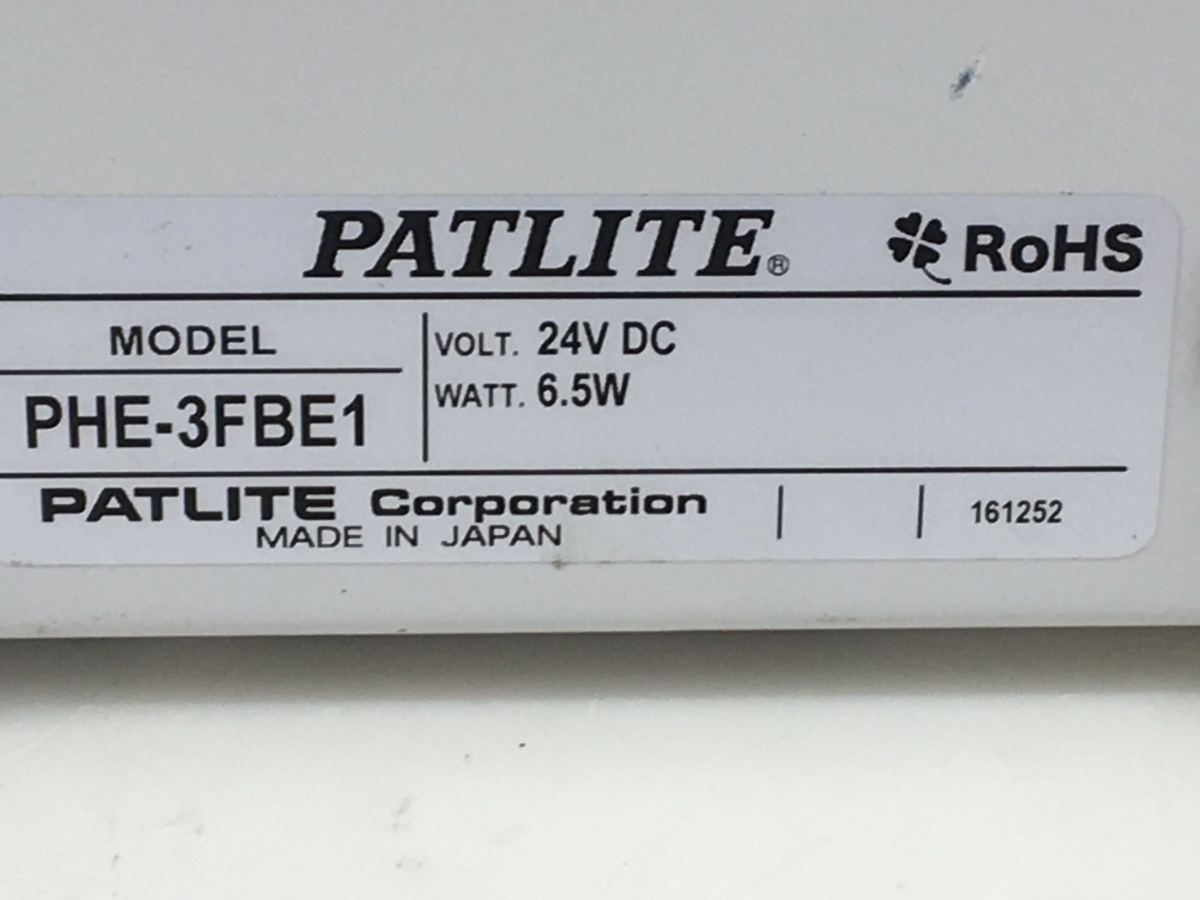 PATLITE® RoHS
MODEL
VOLT. 24V DC
WATT. 6.5W
PHE-3FBE1
PATLITE Corporation
MADE IN JAPAN
161252